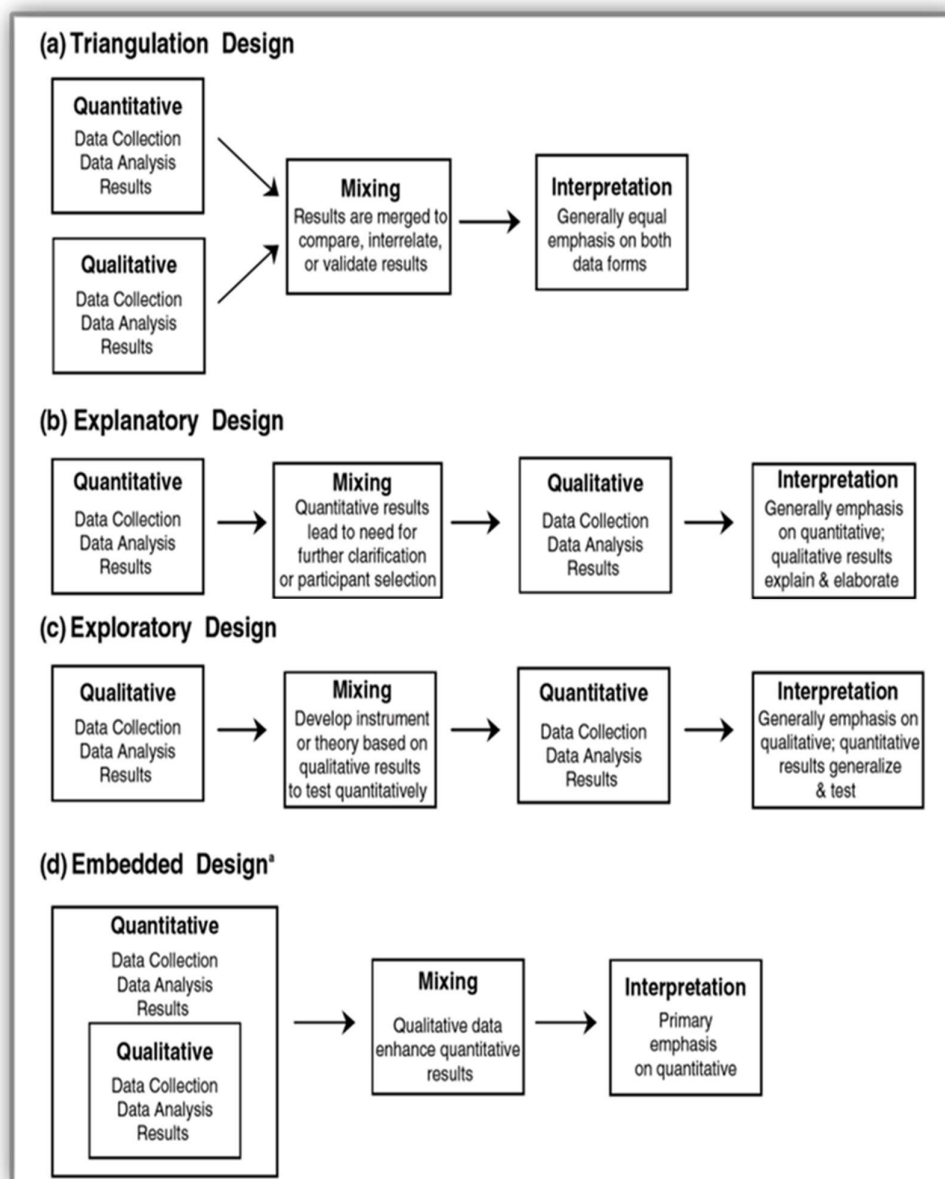 (a) Triangulation Design
Quantitative
Data Collection
Data Analysis
Results
Qualitative
Data Collection
Data Analysis
Results
Mixing
Results are merged to
compare, interrelate,
or validate results
Interpretation
Generally equal
emphasis on both
data forms
(b) Explanatory Design
Quantitative
Data Collection
Data Analysis
Results
Mixing
Quantitative results
lead to need for
further clarification
or participant selection
Qualitative
Data Collection
Data Analysis
Results
Interpretation
Generally emphasis
on quantitative;
qualitative results
explain & elaborate
(c) Exploratory Design
Qualitative
Data Collection
Data Analysis
Results
Mixing
Develop instrument
or theory based on
qualitative results
to test quantitatively
Quantitative
Data Collection
Data Analysis
Results
Interpretation
Generally emphasis on
qualitative; quantitative
results generalize
& test
(d) Embedded Designª
Quantitative
Data Collection
Data Analysis
Results
Qualitative
Data Collection
Data Analysis
Results
Mixing
Qualitative data
enhance quantitative
results
Interpretation
Primary
emphasis
on quantitative